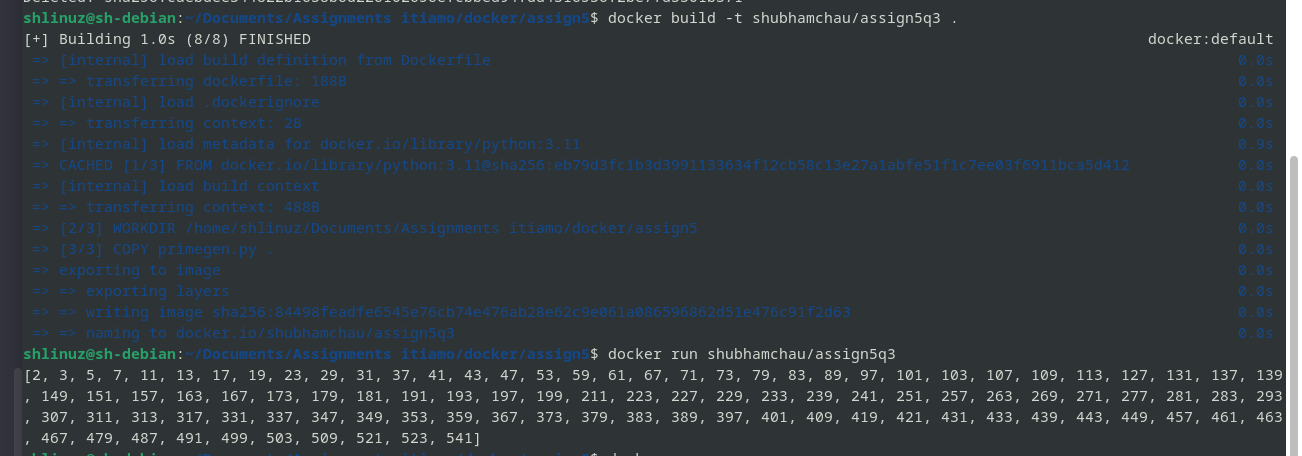 shlinuz@sh-debian:~/Documents/Assignments itiamo/docker/assign5$ docker build -t shubhamchau/assign5q3 .
[+] Building 1.0s (8/8) FINISHED docker:default
=> [internal] load build definition from Dockerfile 0.0s
=> => transferring dockerfile: 188B 0.0s
=> [internal] load .dockerignore 0.0s
=> => transferring context: 2B 0.0s
=> [internal] load metadata for docker.io/library/python:3.11 0.9s
=> CACHED [1/3] FROM docker.io/library/python:3.11@sha256:eb79d3fc1b3d3991133634f12cb58c13e27a1abfe51f1c7ee03f6911bca5d412 0.0s
=> [internal] load build context 0.0s
=> => transferring context: 488B 0.0s
=> [2/3] WORKDIR /home/shlinuz/Documents/Assignments itiamo/docker/assign5 0.0s
=> [3/3] COPY primegen.py . 0.0s
=> exporting to image 0.0s
=> => exporting layers 0.0s
=> => writing image sha256:84498feadfe6545e76cb74e476ab28e62c9e061a086596862d51e476c91f2d63 0.0s
=> => naming to docker.io/shubhamchau/assign5q3 0.0s
shlinuz@sh-debian:~/Documents/Assignments itiamo/docker/assign5$ docker run shubhamchau/assign5q3
[2, 3, 5, 7, 11, 13, 17, 19, 23, 29, 31, 37, 41, 43, 47, 53, 59, 61, 67, 71, 73, 79, 83, 89, 97, 101, 103, 107, 109, 113, 127, 131, 137, 139
, 149, 151, 157, 163, 167, 173, 179, 181, 191, 193, 197, 199, 211, 223, 227, 229, 233, 239, 241, 251, 257, 263, 269, 271, 277, 281, 283, 293
, 307, 311, 313, 317, 331, 337, 347, 349, 353, 359, 367, 373, 379, 383, 389, 397, 401, 409, 419, 421, 431, 433, 439, 443, 449, 457, 461, 463
, 467, 479, 487, 491, 499, 503, 509, 521, 523, 541]